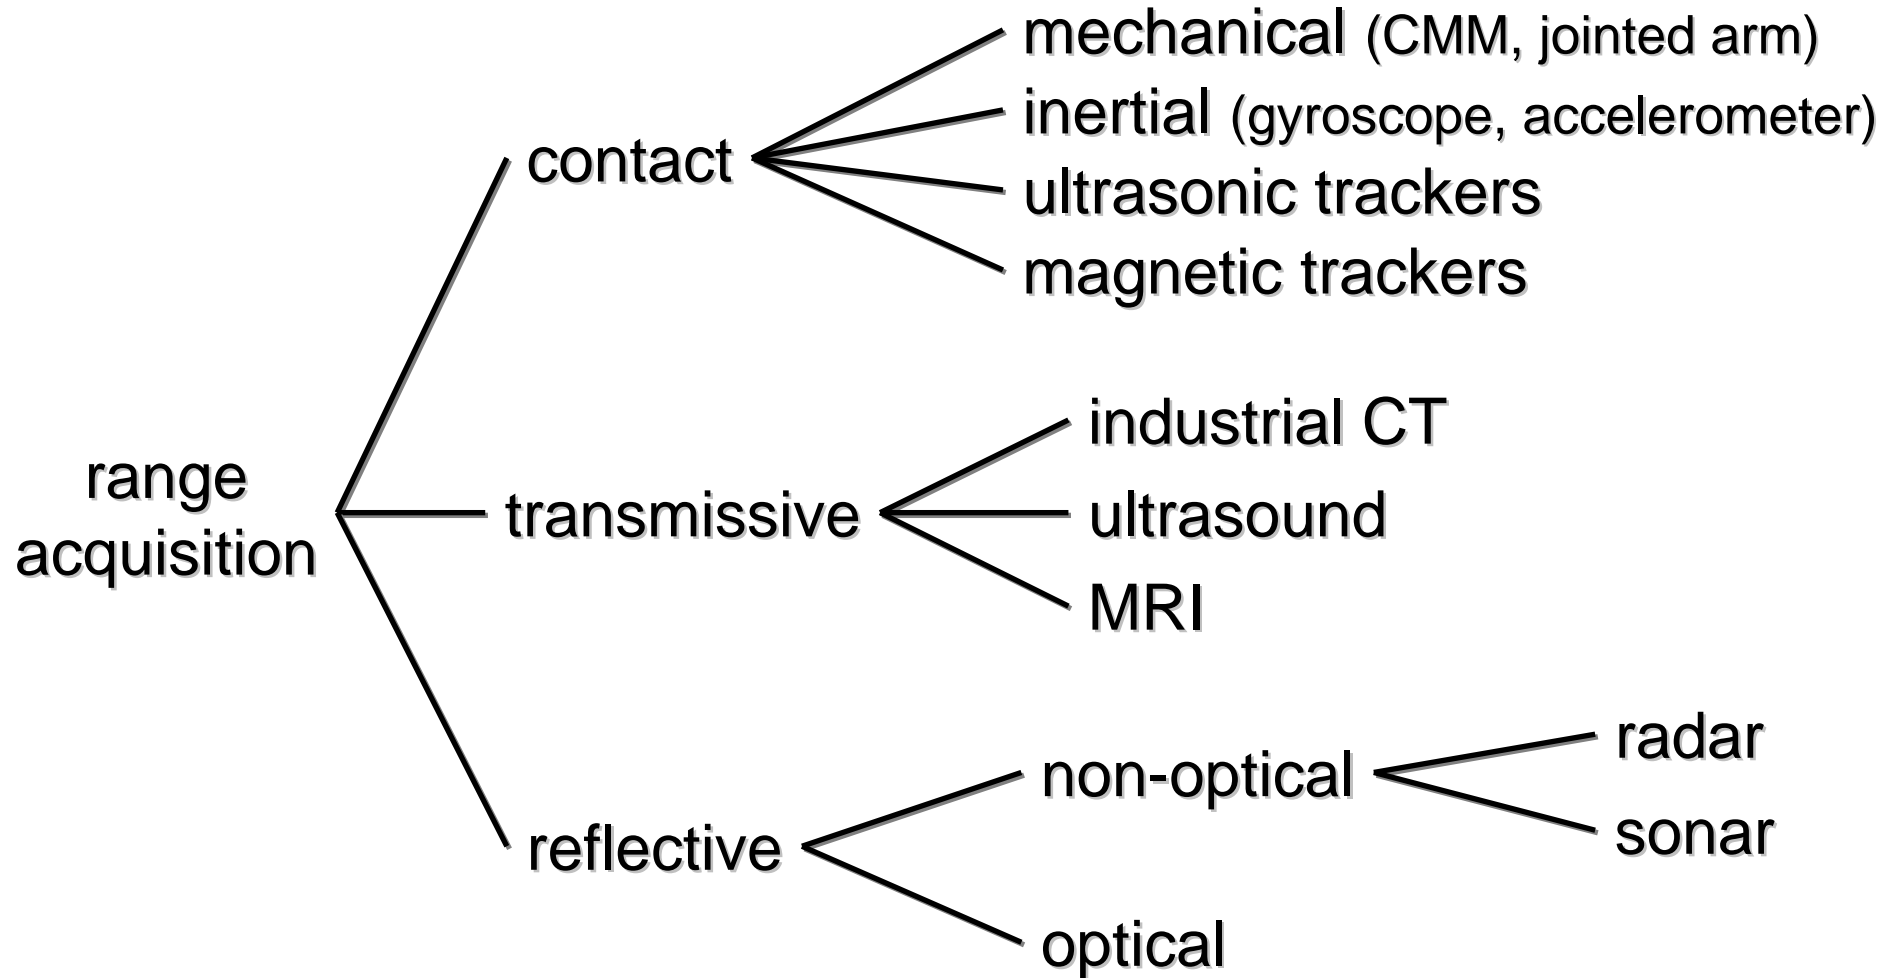 range
acquisition
contact
mechanical (CMM, jointed arm)
inertial (gyroscope, accelerometer)
ultrasonic trackers
magnetic trackers
transmissive
industrial CT
ultrasound
MRI
reflective
non-optical
radar
sonar
optical